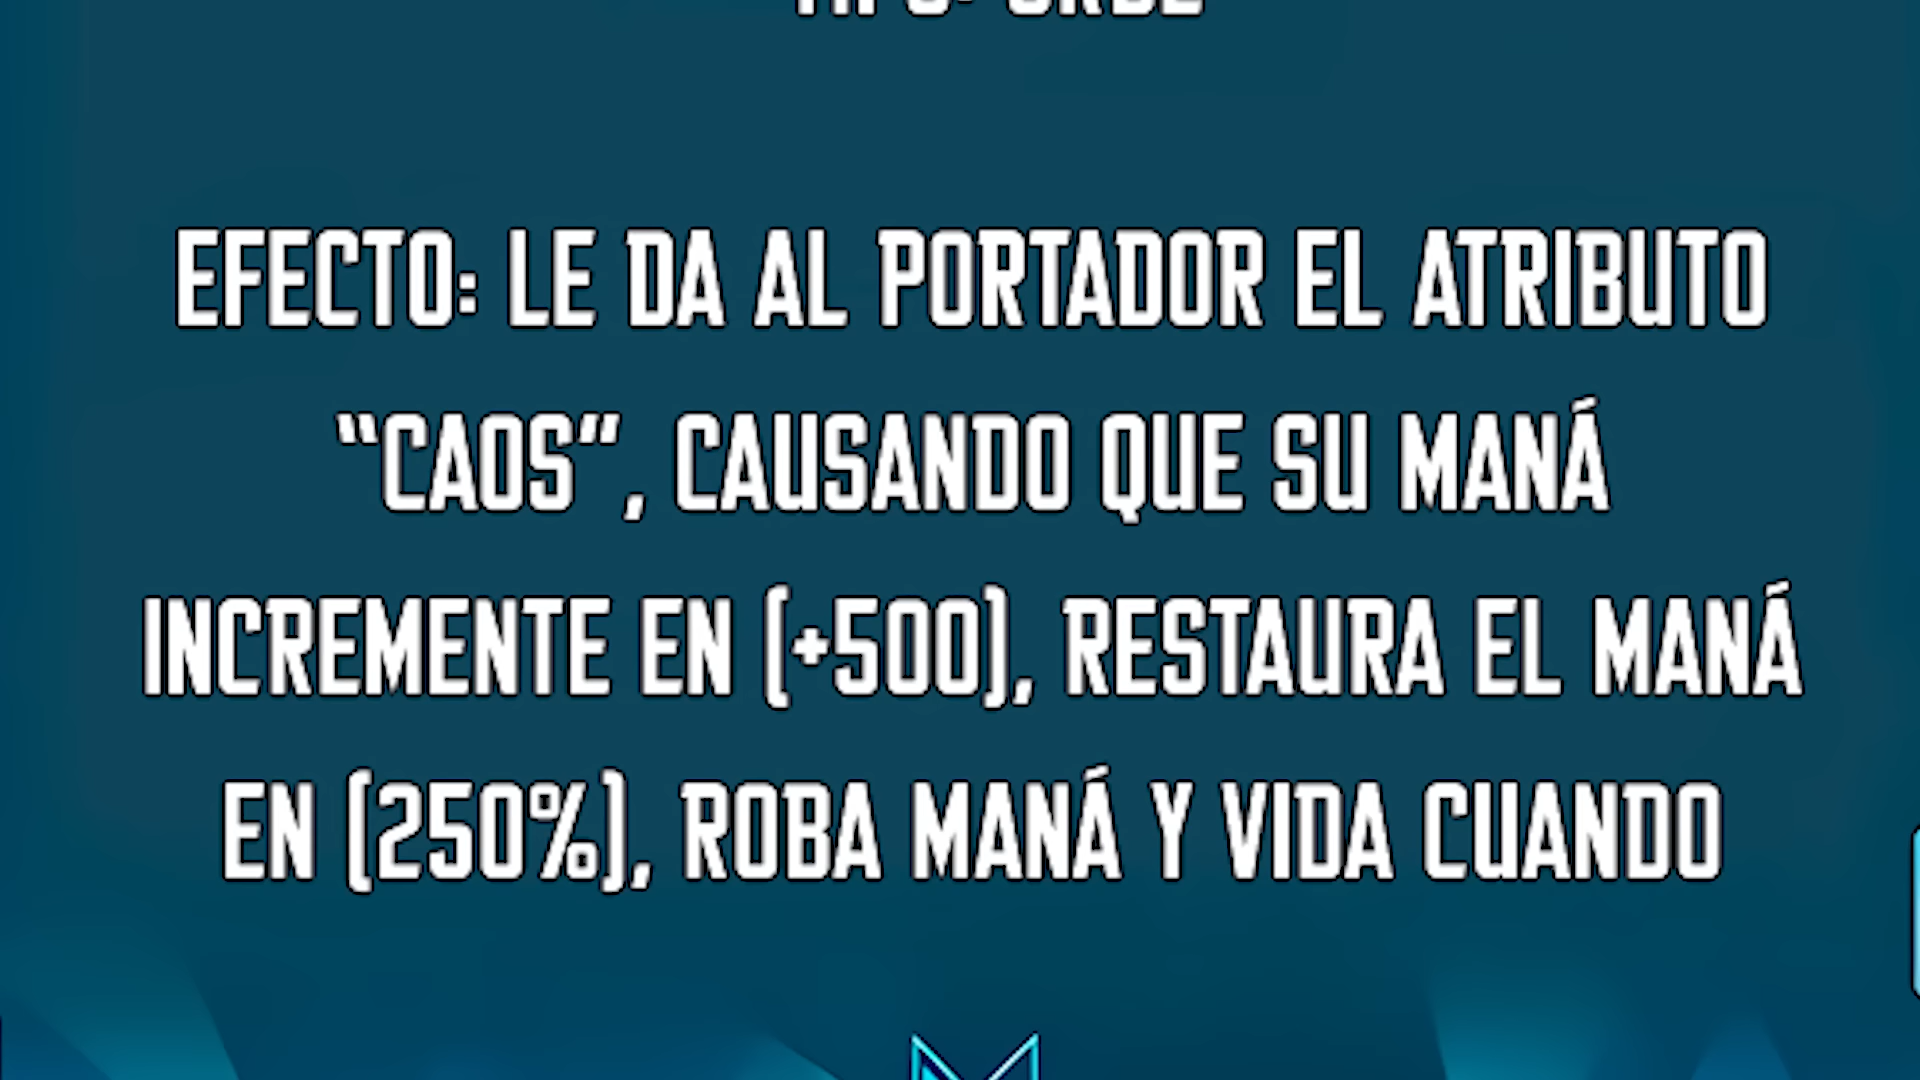 EFECTO: LE DA AL PORTADOR EL ATRIBUTO
“CAOS”, CAUSANDO QUE SU MANÁ
INCREMENTE EN (+500), RESTAURA EL MANÁ
EN (250%), ROBA MANÁ Y VIDA CUANDO